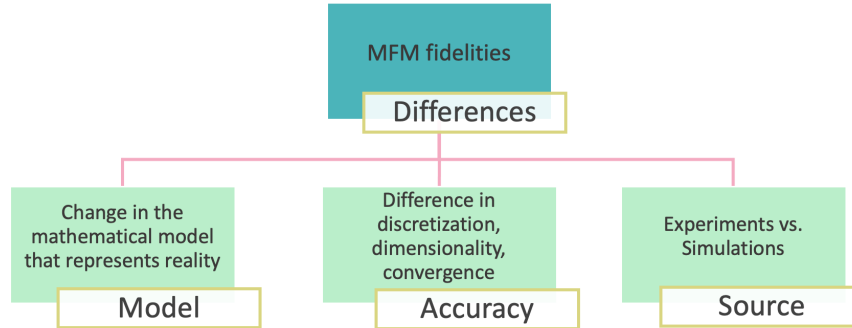 MFM fidelities
Differences
Change in the
mathematical model
that represents reality
Model
Difference in
discretization,
dimensionality,
convergence
Accuracy
Experiments vs.
Simulations
Source